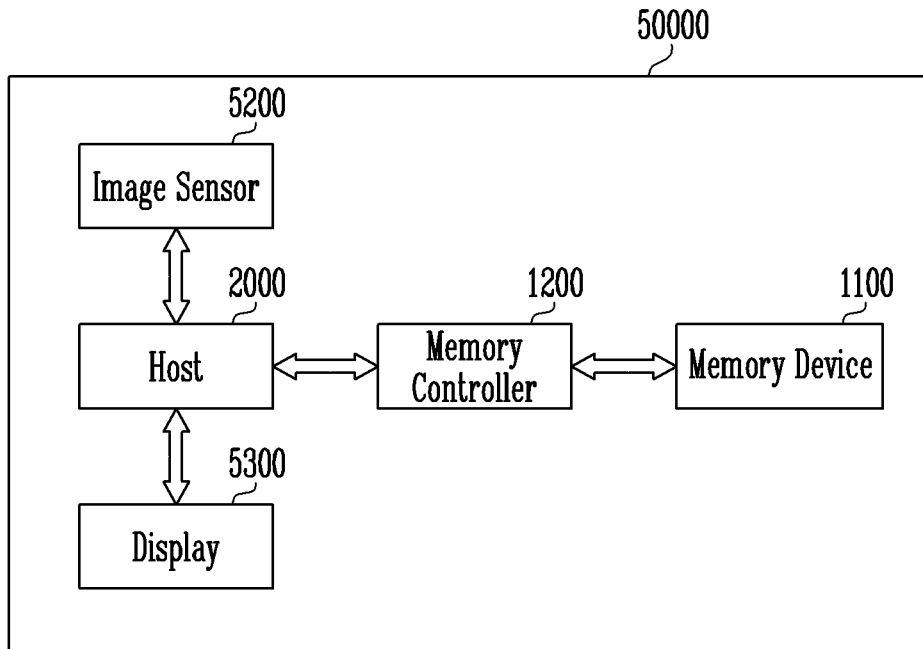 50000
5200
Image Sensor
2000
Host
1200
Memory
Controller
1100
Memory Device
5300
Display